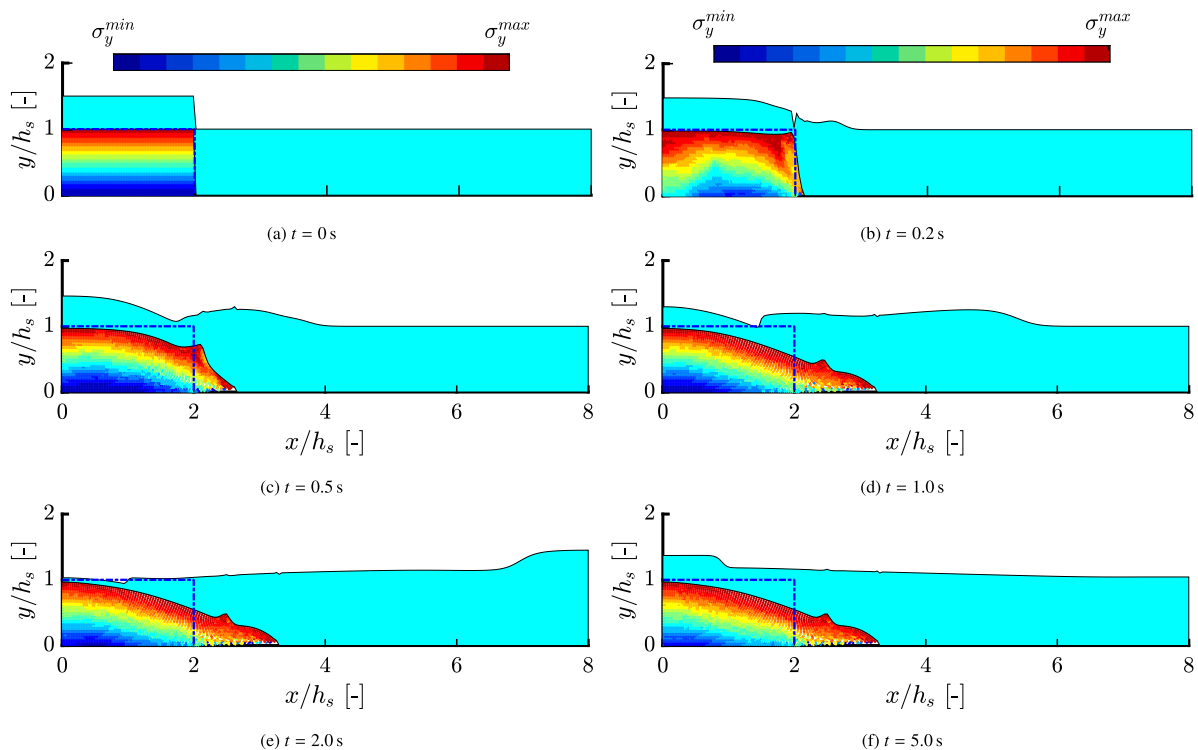 σ_y^{min} σ_y^{max}
2
1
0
y/h_s [-]
(a) t = 0 s
σ_y^{min} σ_y^{max}
2
1
0
y/h_s [-]
(b) t = 0.2 s
2
1
0
y/h_s [-]
0 2 4 6 8
x/h_s [-]
(c) t = 0.5 s
2
1
0
y/h_s [-]
0 2 4 6 8
x/h_s [-]
(d) t = 1.0 s
2
1
0
y/h_s [-]
0 2 4 6 8
x/h_s [-]
(e) t = 2.0 s
2
1
0
y/h_s [-]
0 2 4 6 8
x/h_s [-]
(f) t = 5.0 s